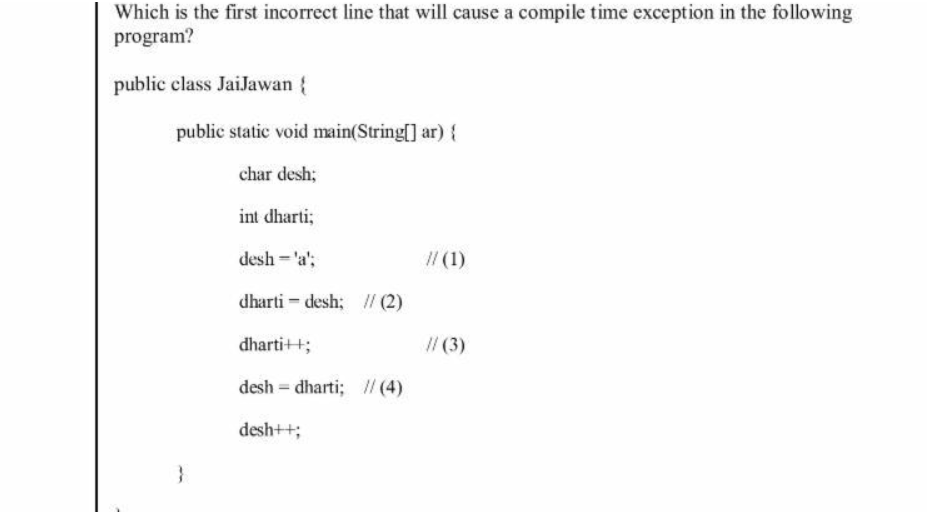 Which is the first incorrect line that will cause a compile time exception in the following
program?
public class JaiJawan {
public static void main(String[] ar) {
char desh;
int dharti;
desh = 'a'; // (1)
dharti = desh; // (2)
dharti++; // (3)
desh = dharti; // (4)
desh++;
}